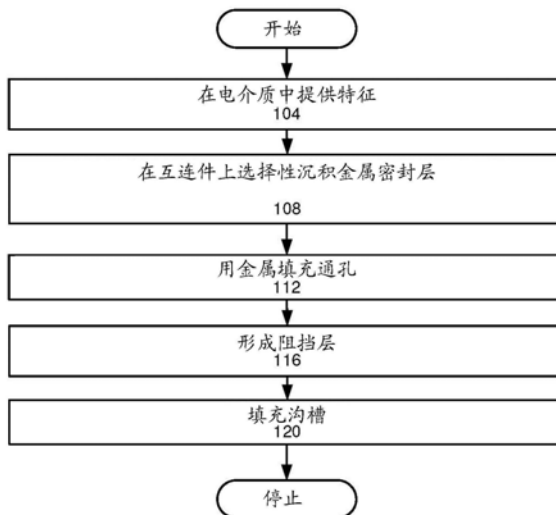 开始
在电介质中提供特征
104
在互连件上选择性沉积金属密封层
108
用金属填充通孔
112
形成阻挡层
116
填充沟槽
120
停止